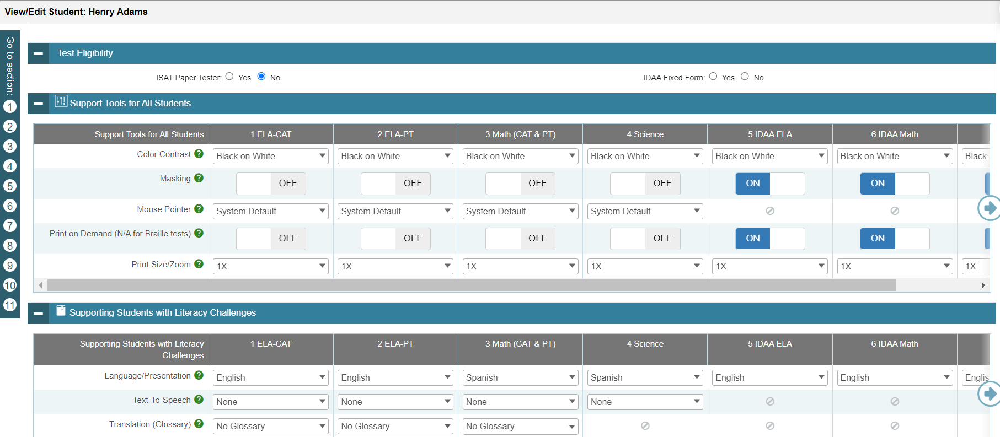 View/Edit Student: Henry Adams
Go to section:
1
2
3
4
5
6
7
8
9
10
11
Test Eligibility
ISAT Paper Tester: Yes No IDAA Fixed Form: Yes No
Support Tools for All Students
Support Tools for All Students 1 ELA-CAT 2 ELA-PT 3 Math (CAT & PT) 4 Science 5 IDAA ELA 6 IDAA Math
Color Contrast ? Black on White Black on White Black on White Black on White Black on White Black on White Black
Masking ? OFF OFF OFF OFF ON ON
Mouse Pointer ? System Default System Default System Default System Default
Print on Demand (N/A for Braille tests) ? OFF OFF OFF OFF ON ON
Print Size/Zoom ? 1X 1X 1X 1X 1X 1X 1X
Supporting Students with Literacy Challenges
Supporting Students with Literacy 1 ELA-CAT 2 ELA-PT 3 Math (CAT & PT) 4 Science 5 IDAA ELA 6 IDAA Math
Challenges
Language/Presentation ? English English Spanish Spanish English English Englis
Text-To-Speech ? None None None None
Translation (Glossary) ? No Glossary No Glossary No Glossary